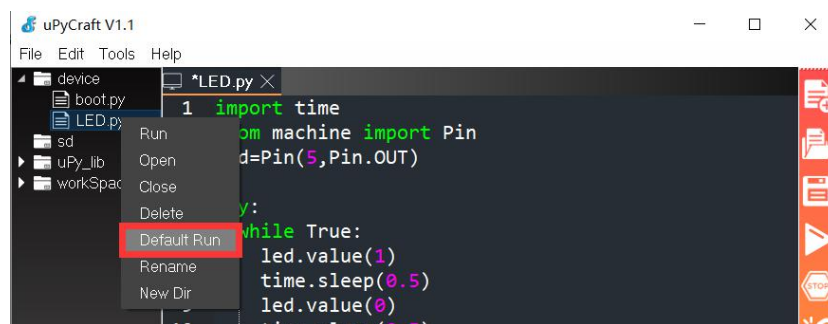 uPyCraft V1.1
File Edit Tools Help
device
boot.py
LED.py
sd
uPy_lib
workSpac
*LED.py
Run
Open
Close
Delete
Default Run
Rename
New Dir
1 import time
om machine import Pin
d=Pin(5,Pin.OUT)
y:
while True:
led.value(1)
time.sleep(0.5)
led.value(0)
STOP